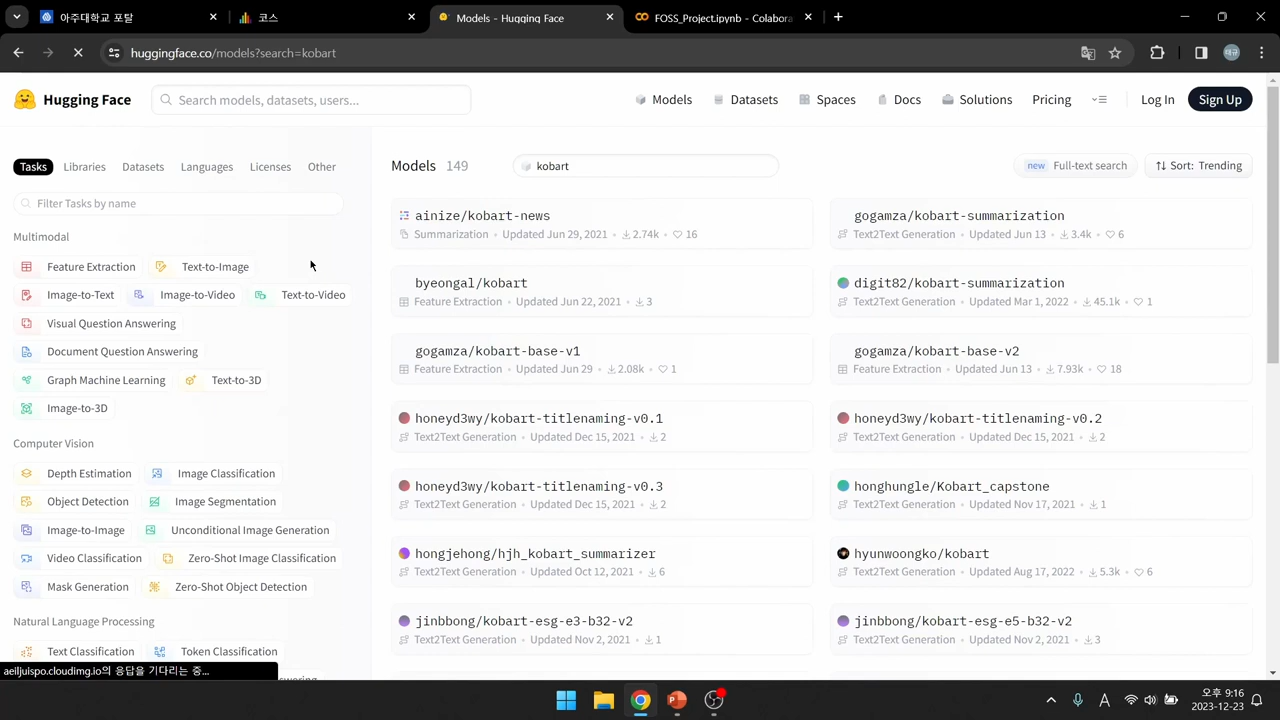 아주대학교 포탈
코스
Models - Hugging Face
FOSS_Project.ipynb - Colabora
huggingface.co/models?search=kobart
Hugging Face
Search models, datasets, users...
Models
Datasets
Spaces
Docs
Solutions
Pricing
Log In
Sign Up
Tasks
Libraries
Datasets
Languages
Licenses
Other
Models 149
kobart
new Full-text search
Sort: Trending
Filter Tasks by name
Multimodal
Feature Extraction
Text-to-Image
Image-to-Text
Image-to-Video
Text-to-Video
Visual Question Answering
Document Question Answering
Graph Machine Learning
Text-to-3D
Image-to-3D
Computer Vision
Depth Estimation
Image Classification
Object Detection
Image Segmentation
Image-to-Image
Unconditional Image Generation
Video Classification
Zero-Shot Image Classification
Mask Generation
Zero-Shot Object Detection
Natural Language Processing
Text Classification
Token Classification
ainize/kobart-news
Summarization • Updated Jun 29, 2021 • 2.74k • 16
gogamza/kobart-summarization
Text2Text Generation • Updated Jun 13 • 3.4k • 6
byeongal/kobart
Feature Extraction • Updated Jun 22, 2021 • 3
digit82/kobart-summarization
Text2Text Generation • Updated Mar 1, 2022 • 45.1k • 1
gogamza/kobart-base-v1
Feature Extraction • Updated Jun 29 • 2.08k • 1
gogamza/kobart-base-v2
Feature Extraction • Updated Jun 13 • 7.93k • 18
honeyd3wy/kobart-titlenaming-v0.1
Text2Text Generation • Updated Dec 15, 2021 • 2
honeyd3wy/kobart-titlenaming-v0.2
Text2Text Generation • Updated Dec 15, 2021 • 2
honeyd3wy/kobart-titlenaming-v0.3
Text2Text Generation • Updated Dec 15, 2021 • 2
honghungle/Kobart_capstone
Text2Text Generation • Updated Nov 17, 2021 • 1
hongjehong/hjh_kobart_summarizer
Text2Text Generation • Updated Oct 12, 2021 • 6
hyunwoongko/kobart
Text2Text Generation • Updated Aug 17, 2022 • 5.3k • 6
jinbbong/kobart-esg-e3-b32-v2
Text2Text Generation • Updated Nov 2, 2021 • 1
jinbbong/kobart-esg-e5-b32-v2
Text2Text Generation • Updated Nov 2, 2021 • 3
aeiljuispo.cloudimg.io의 응답을 기다리는 중...
A
오후 9:16
2023-12-23